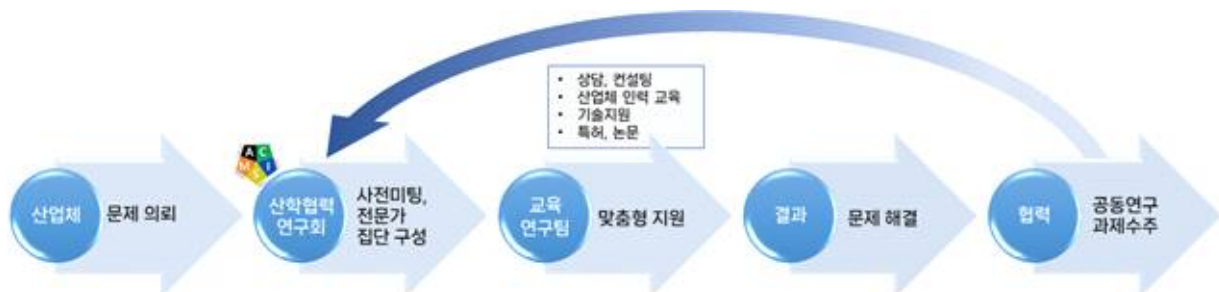 • 상담, 컨설팅
• 산업체 인력 교육
• 기술지원
• 특허, 논문
A C
M S I
산업체
문제 의뢰
산학협력
연구회
사전미팅,
전문가
집단 구성
교육
연구팀
맞춤형 지원
결과
문제 해결
협력
공동연구
과제수주